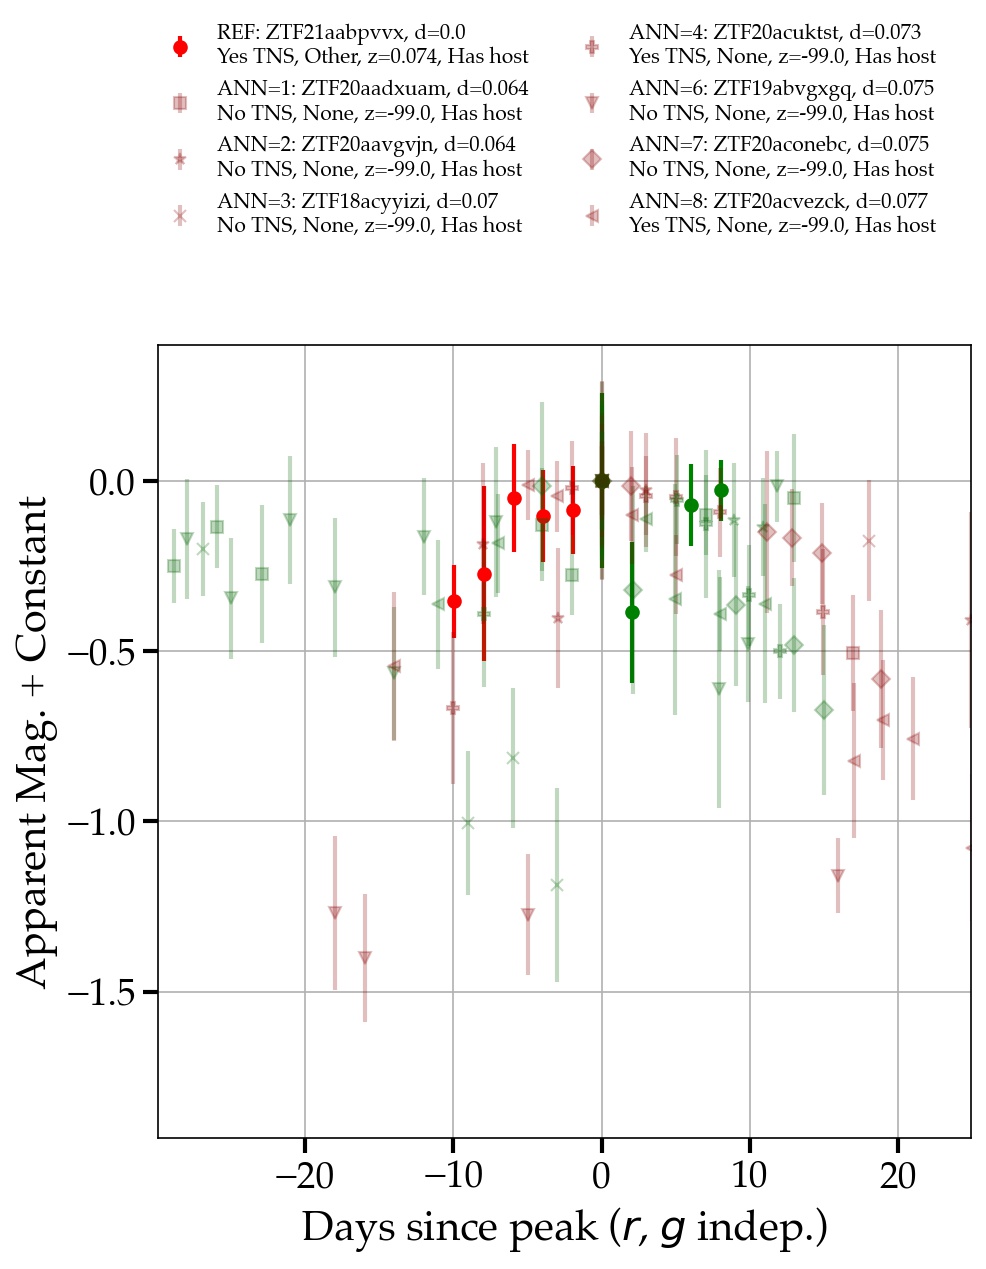 REF: ZTF21aabpvvx, d=0.0
Yes TNS, Other, z=0.074, Has host
ANN=1: ZTF20aadxuam, d=0.064
No TNS, None, z=-99.0, Has host
ANN=2: ZTF20aavgvjn, d=0.064
No TNS, None, z=-99.0, Has host
ANN=3: ZTF18acyyizi, d=0.07
No TNS, None, z=-99.0, Has host
ANN=4: ZTF20acuktst, d=0.073
Yes TNS, None, z=-99.0, Has host
ANN=6: ZTF19abvgxgq, d=0.075
No TNS, None, z=-99.0, Has host
ANN=7: ZTF20aconebc, d=0.075
No TNS, None, z=-99.0, Has host
ANN=8: ZTF20acvezck, d=0.077
Yes TNS, None, z=-99.0, Has host
Apparent Mag. + Constant
0.0
−0.5
−1.0
−1.5
−20
−10
0
10
20
Days since peak (r, g indep.)